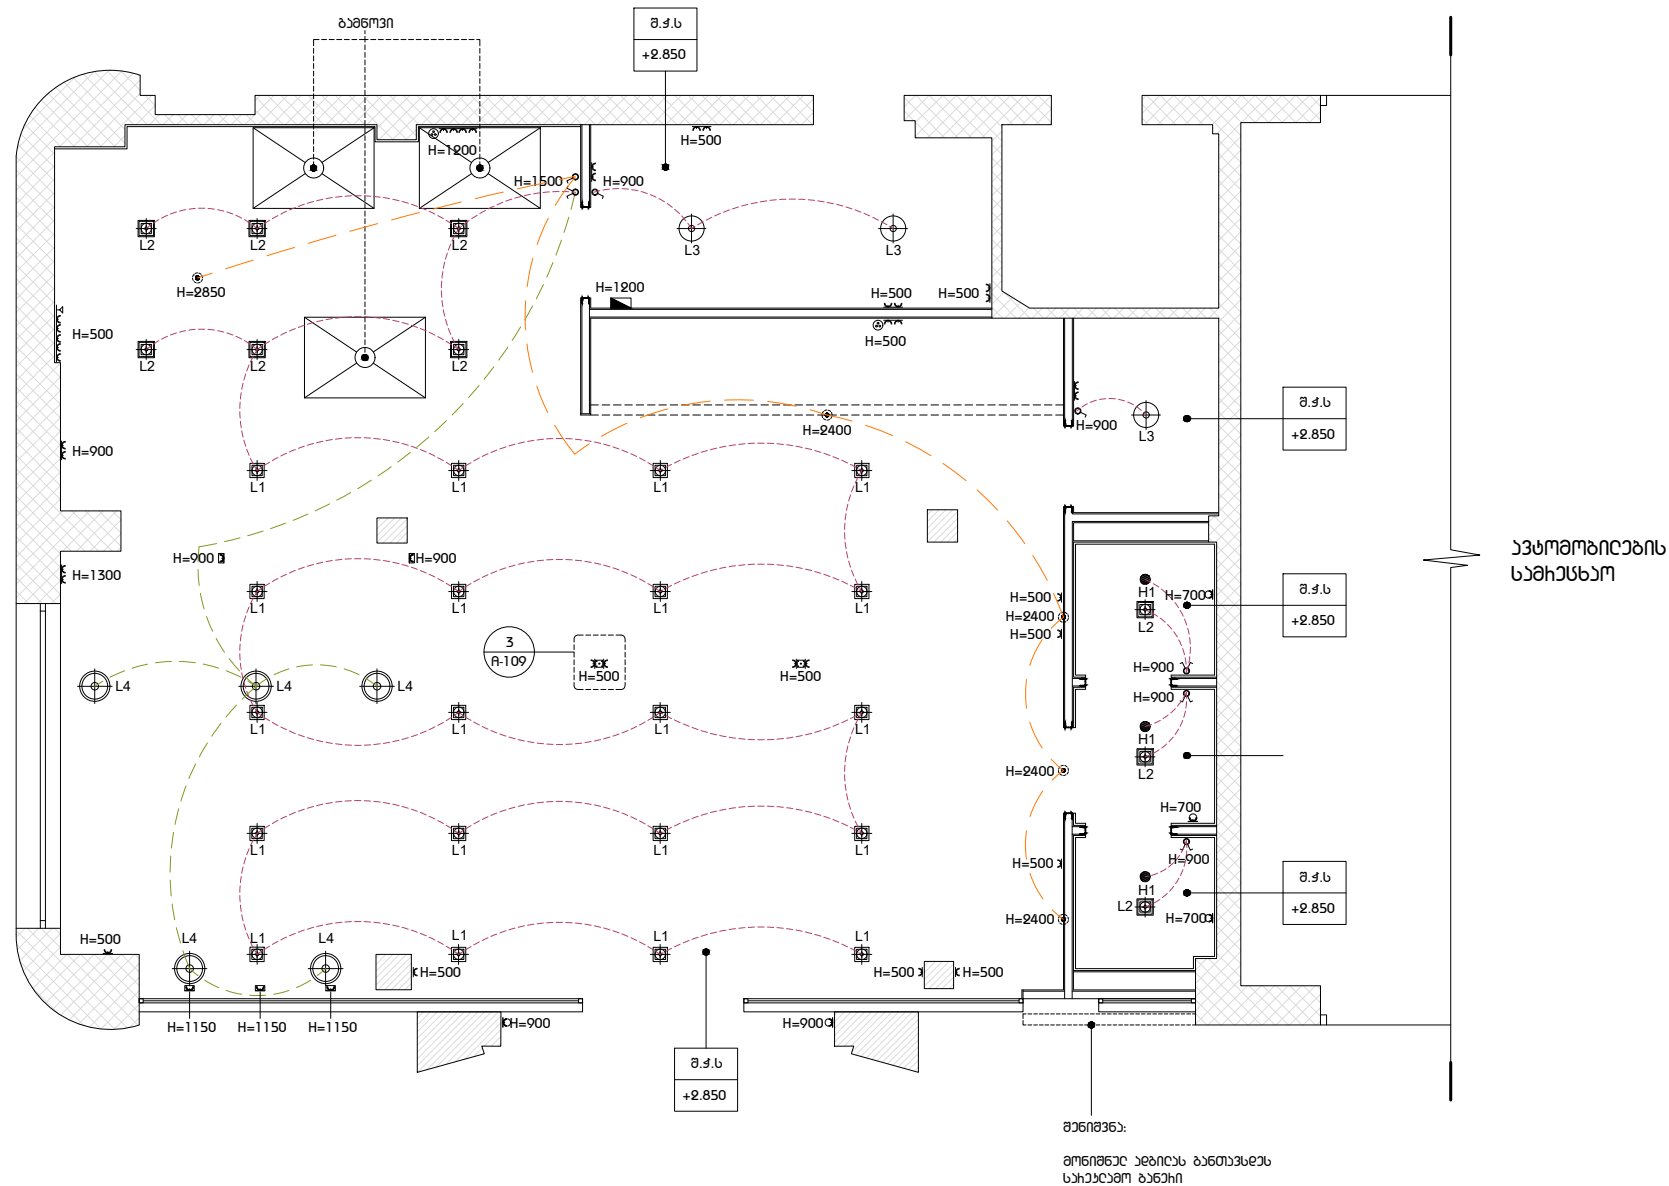 გამწოვი
შ.ჭ.ს
+2.850
H=500
H=1200
H=1500
H=900
L2
L2
L2
L3
L3
H=2850
H=1200
H=500
H=500
H=500
H=500
L2
L2
L2
შ.ჭ.ს
+2.850
H=900
H=2400
H=900
L3
L1
L1
L1
L1
ავტომობილების
სამრეცხაო
H=900
H=900
H=1300
L1
L1
L1
L1
H=500
H=2400
H=500
H1
H=700
L2
შ.ჭ.ს
+2.850
3
A-109
H=500
H=500
H=900
H=900
L4
L4
L4
L1
L1
L1
L1
H1
L2
H=2400
H=700
L1
L1
L1
L1
H=500
H=900
H1
L2
H=700
შ.ჭ.ს
+2.850
H=2400
H=500
L4
L1
L4
L1
L1
L1
H=500
H=500
H=500
H=1150
H=1150
H=1150
H=900
H=900
შ.ჭ.ს
+2.850
შენიშვნა:
მონიშნულ ადგილას განთავსდეს
სარეკლამო ბანერი